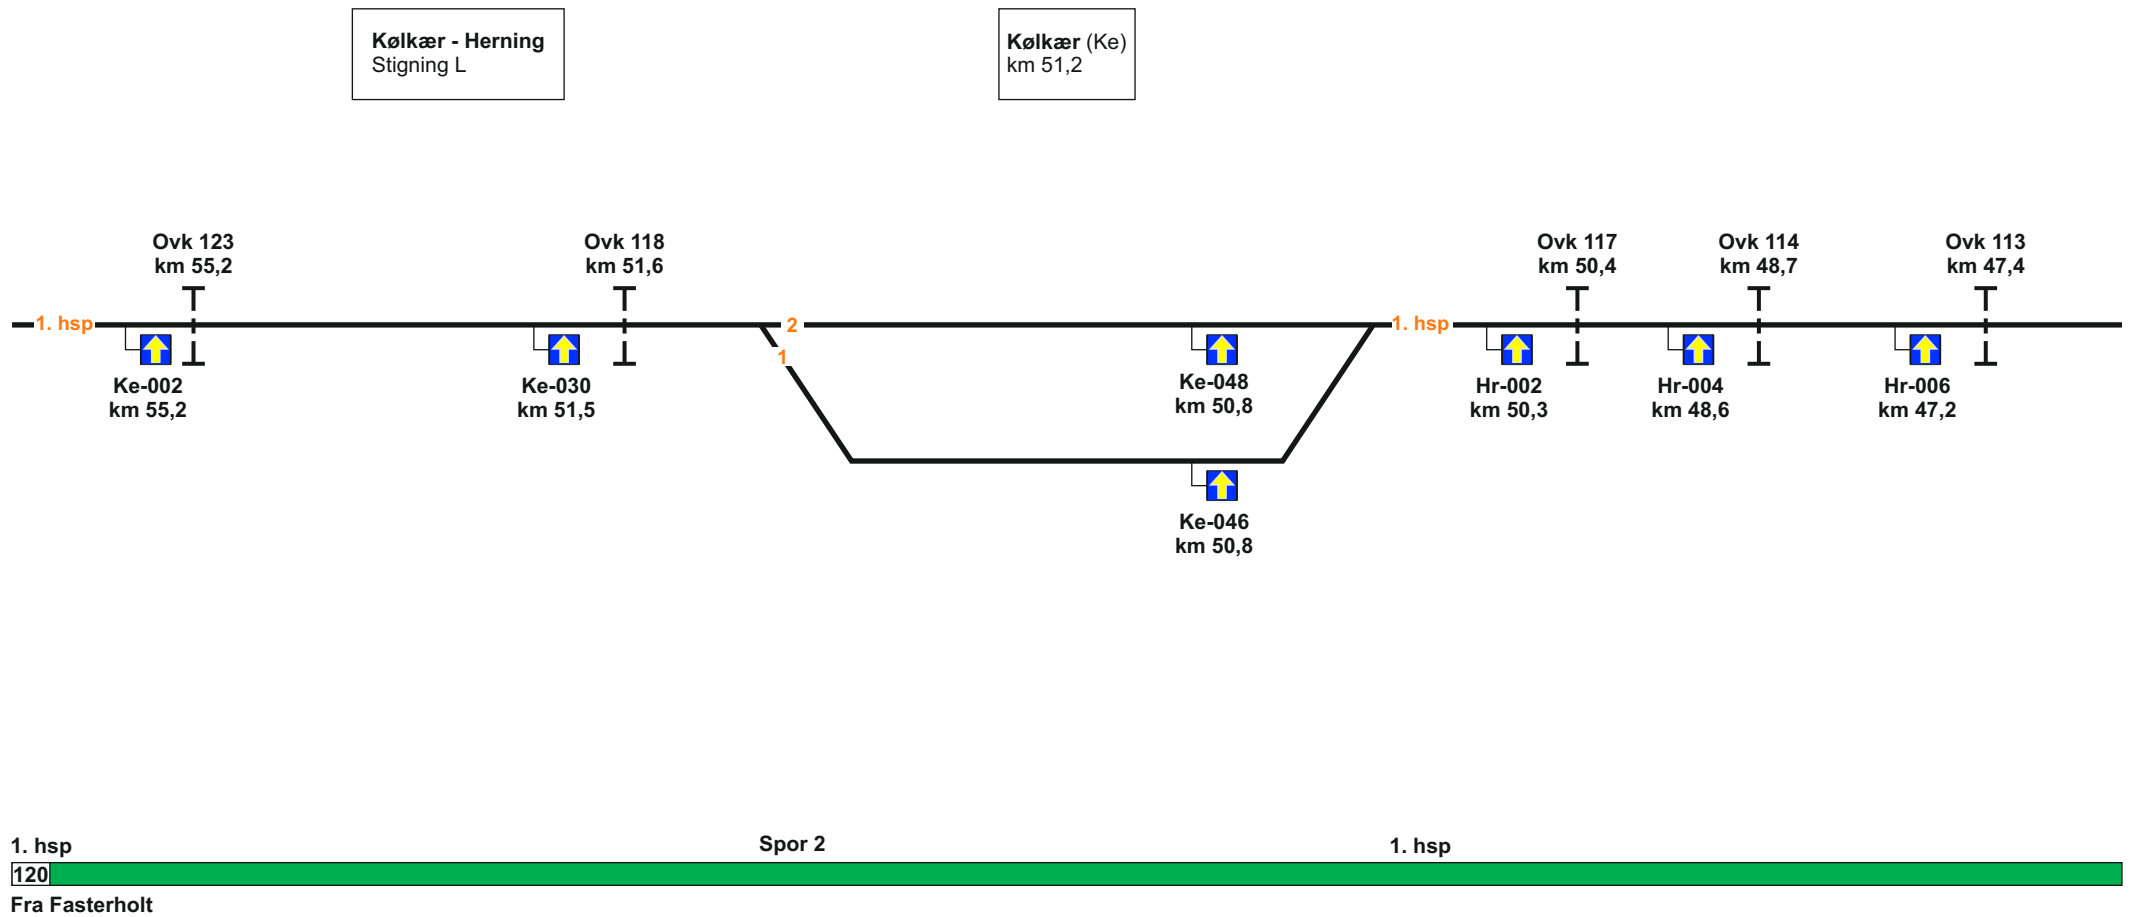 Kølkær - Herning
Stigning L
Kølkær (Ke)
km 51,2
Ovk 123
km 55,2
Ovk 118
km 51,6
Ovk 117
km 50,4
Ovk 114
km 48,7
Ovk 113
km 47,4
1. hsp
2
1. hsp
1
Ke-002
km 55,2
Ke-030
km 51,5
Ke-048
km 50,8
Hr-002
km 50,3
Hr-004
km 48,6
Hr-006
km 47,2
Ke-046
km 50,8
1. hsp
Spor 2
1. hsp
120
Fra Fasterholt